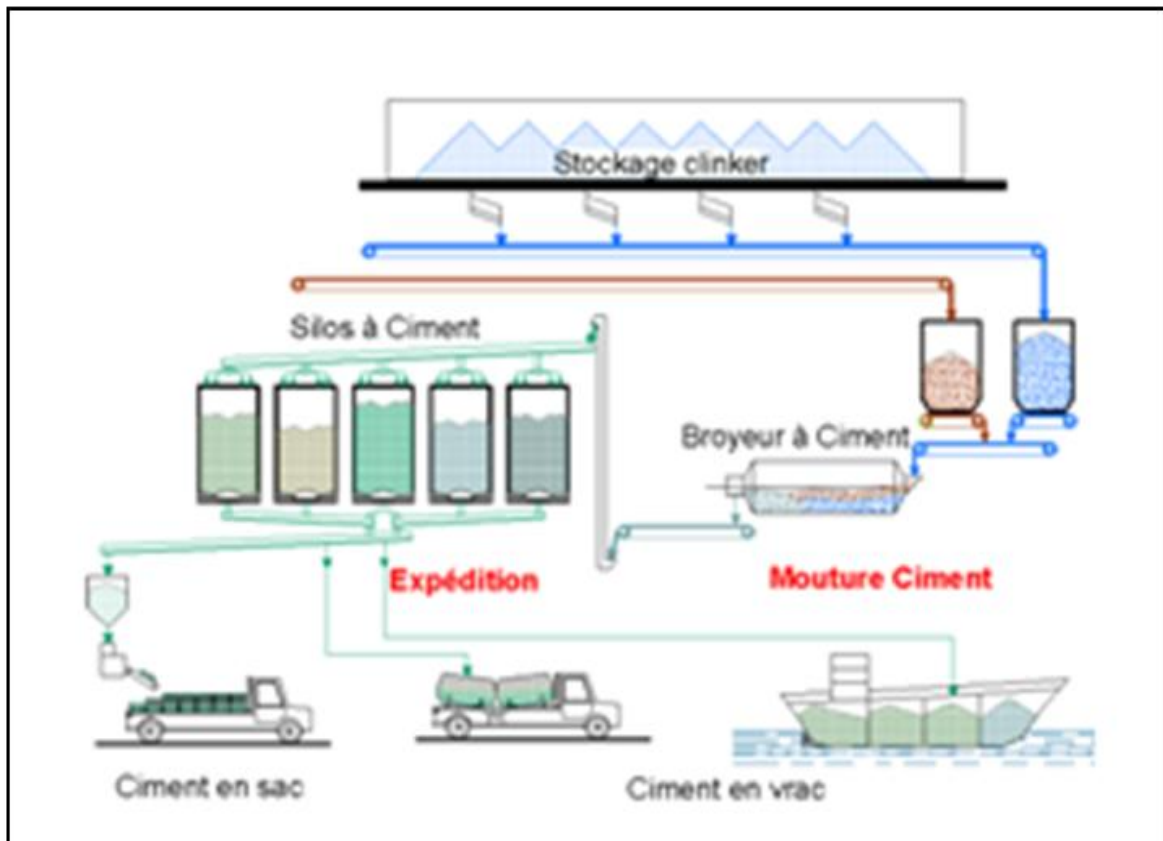 Stockage clinker
Silos à Ciment
Broyeur à Ciment
Expédition
Mouture Ciment
Ciment en sac
Ciment en vrac